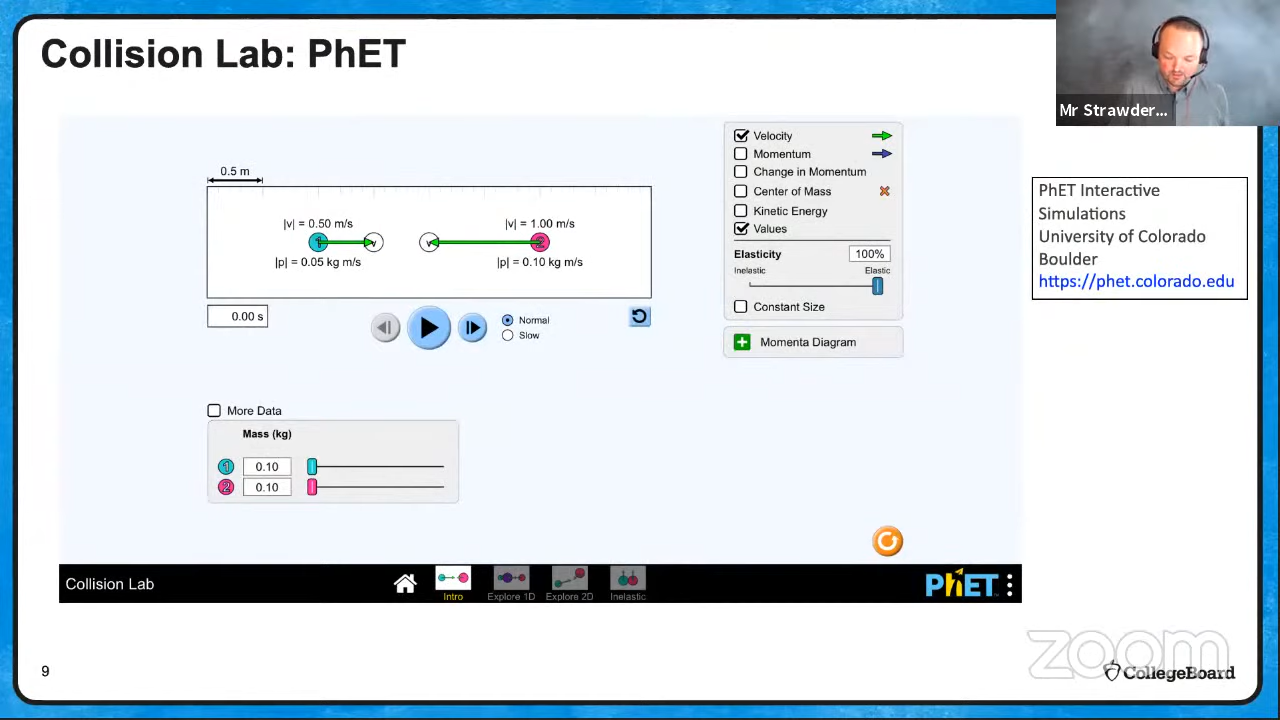 Collision Lab: PhET
Mr Strawder...
0.5 m
|v| = 0.50 m/s
|v| = 1.00 m/s
1
v
v
2
|p| = 0.05 kg m/s
|p| = 0.10 kg m/s
0.00 s
Normal
Slow
Velocity
Momentum
Change in Momentum
Center of Mass
Kinetic Energy
Values
Elasticity
100%
Inelastic
Elastic
Constant Size
Momenta Diagram
PhET Interactive
Simulations
University of Colorado
Boulder
https://phet.colorado.edu
More Data
Mass (kg)
1 0.10
2 0.10
Collision Lab
Intro
Explore 1D
Explore 2D
Inelastic
PhET
9
zoom
CollegeBoard